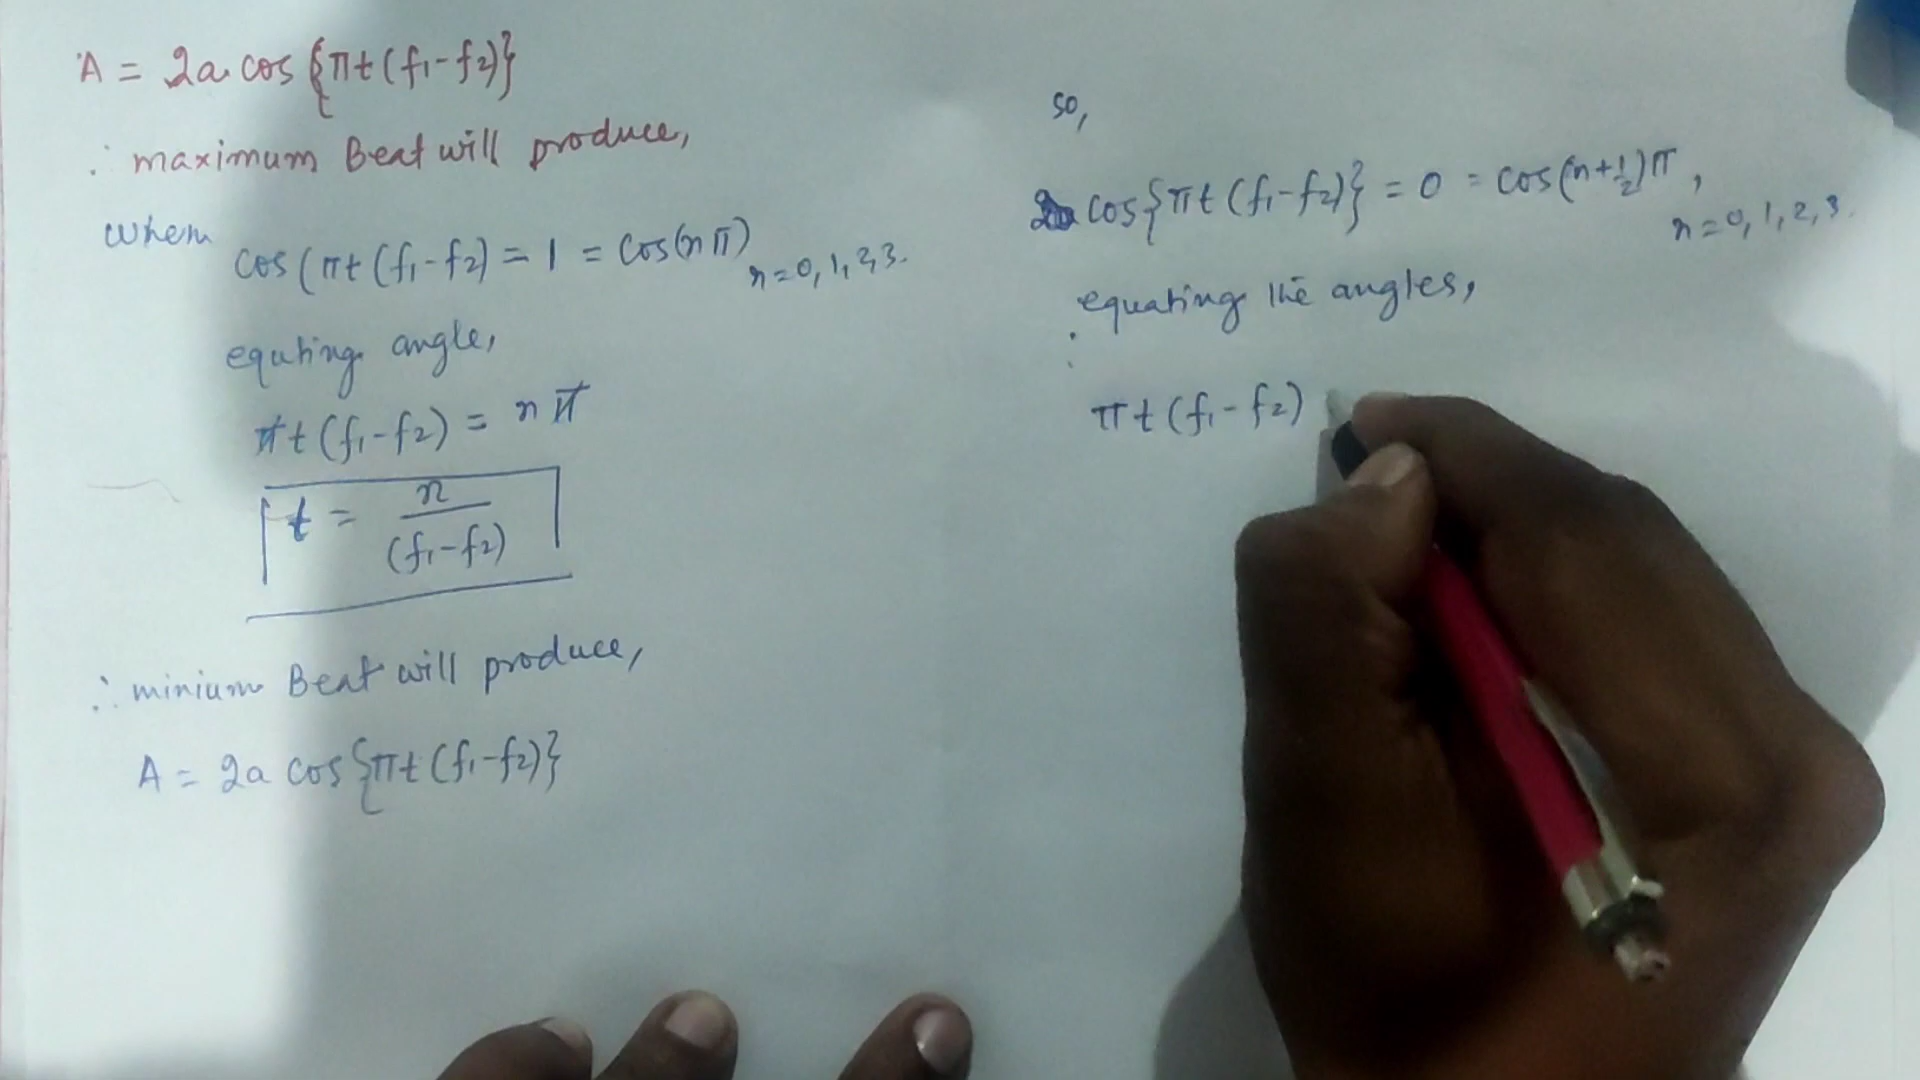 A = 2a cos {πt(f1-f2)}
∴ maximum Beat will produce,
when
cos (πt (f1-f2) = 1 = cos(nπ)
n=0, 1, 2, 3.
equting angle,
πt (f1-f2) = nπ
t = n/(f1-f2)
∴ minium Beat will produce,
A = 2a cos {πt (f1-f2)}
so,
cos{πt (f1-f2)} = 0 = cos(n+1/2)π,
n=0, 1, 2, 3.
equating the angles,
πt (f1-f2)